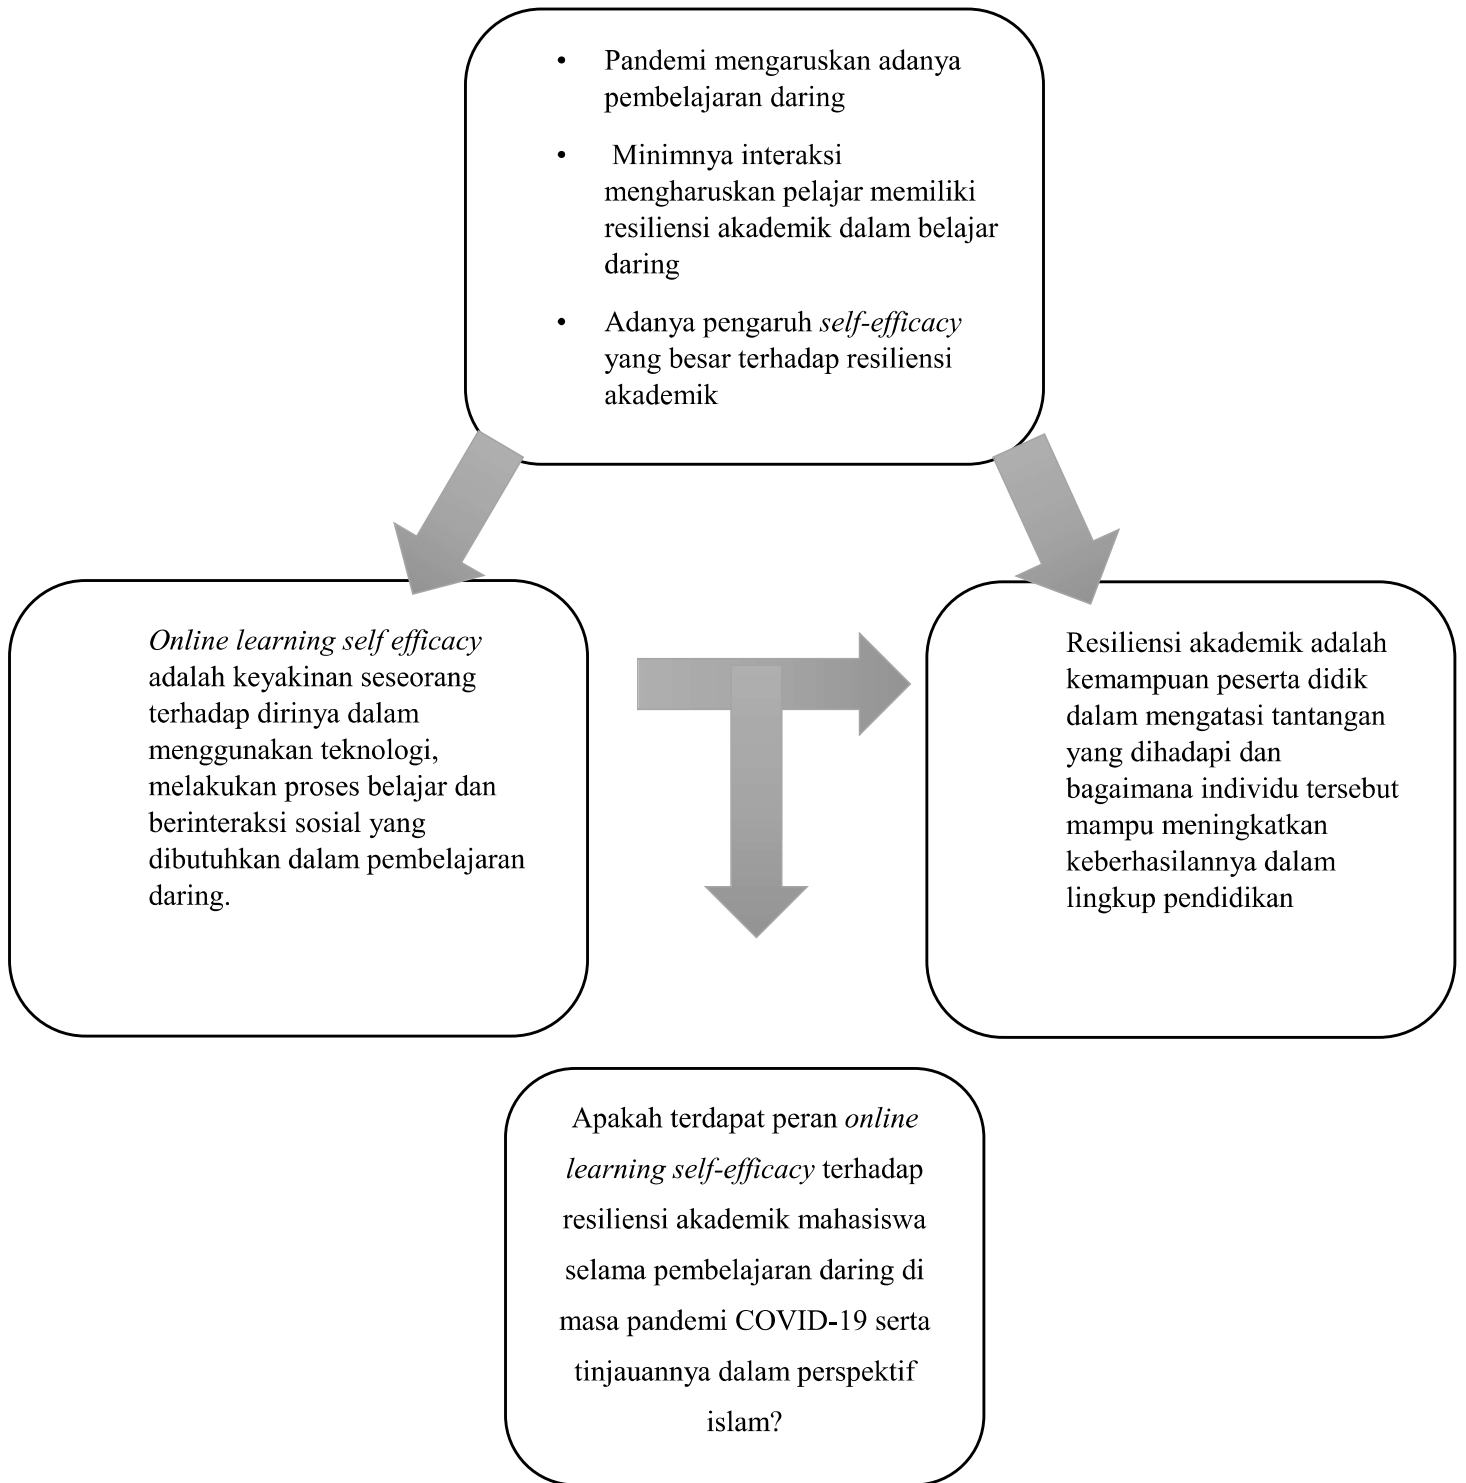 • Pandemi mengaruskan adanya
pembelajaran daring
• Minimnya interaksi
mengharuskan pelajar memiliki
resiliensi akademik dalam belajar
daring
• Adanya pengaruh self-efficacy
yang besar terhadap resiliensi
akademik
Online learning self efficacy
adalah keyakinan seseorang
terhadap dirinya dalam
menggunakan teknologi,
melakukan proses belajar dan
berinteraksi sosial yang
dibutuhkan dalam pembelajaran
daring.
Resiliensi akademik adalah
kemampuan peserta didik
dalam mengatasi tantangan
yang dihadapi dan
bagaimana individu tersebut
mampu meningkatkan
keberhasilannya dalam
lingkup pendidikan
Apakah terdapat peran online
learning self-efficacy terhadap
resiliensi akademik mahasiswa
selama pembelajaran daring di
masa pandemi COVID-19 serta
tinjauannya dalam perspektif
islam?